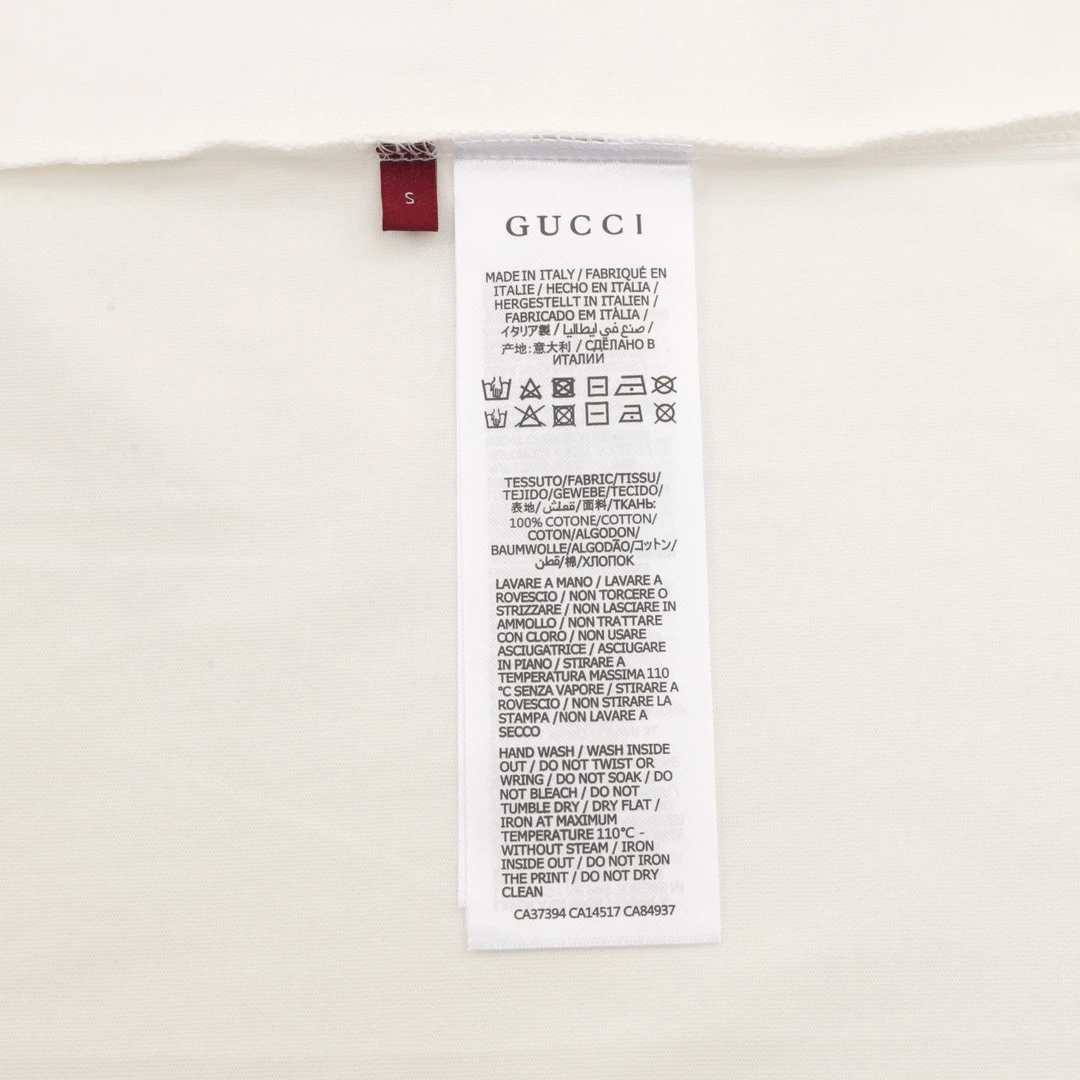 S
GUCCI
MADE IN ITALY / FABRIQUÉ EN
ITALIE / HECHO EN ITALIA /
HERGESTELLT IN ITALIEN /
FABRICADO EM ITÁLIA /
イタリア製 / صنع في ايطاليا /
产地:意大利 / СДЕЛАНО В
ИТАЛИИ
TESSUTO/FABRIC/TISSU/
TEJIDO/GEWEBE/TECIDO/
表地/قماش/面料/ТКАНЬ:
100% COTONE/COTTON/
COTON/ALGODON/
BAUMWOLLE/ALGODÃO/コットン/
قطن/棉/ХЛОПОК
LAVARE A MANO / LAVARE A
ROVESCIO / NON TORCERE O
STRIZZARE / NON LASCIARE IN
AMMOLLO / NON TRATTARE
CON CLORO / NON USARE
ASCIUGATRICE / ASCIUGARE
IN PIANO / STIRARE A
TEMPERATURA MASSIMA 110
°C SENZA VAPORE / STIRARE A
ROVESCIO / NON STIRARE LA
STAMPA /NON LAVARE A
SECCO
HAND WASH / WASH INSIDE
OUT / DO NOT TWIST OR
WRING / DO NOT SOAK / DO
NOT BLEACH / DO NOT
TUMBLE DRY / DRY FLAT /
IRON AT MAXIMUM
TEMPERATURE 110°C -
WITHOUT STEAM / IRON
INSIDE OUT / DO NOT IRON
THE PRINT / DO NOT DRY
CLEAN
CA37394 CA14517 CA84937